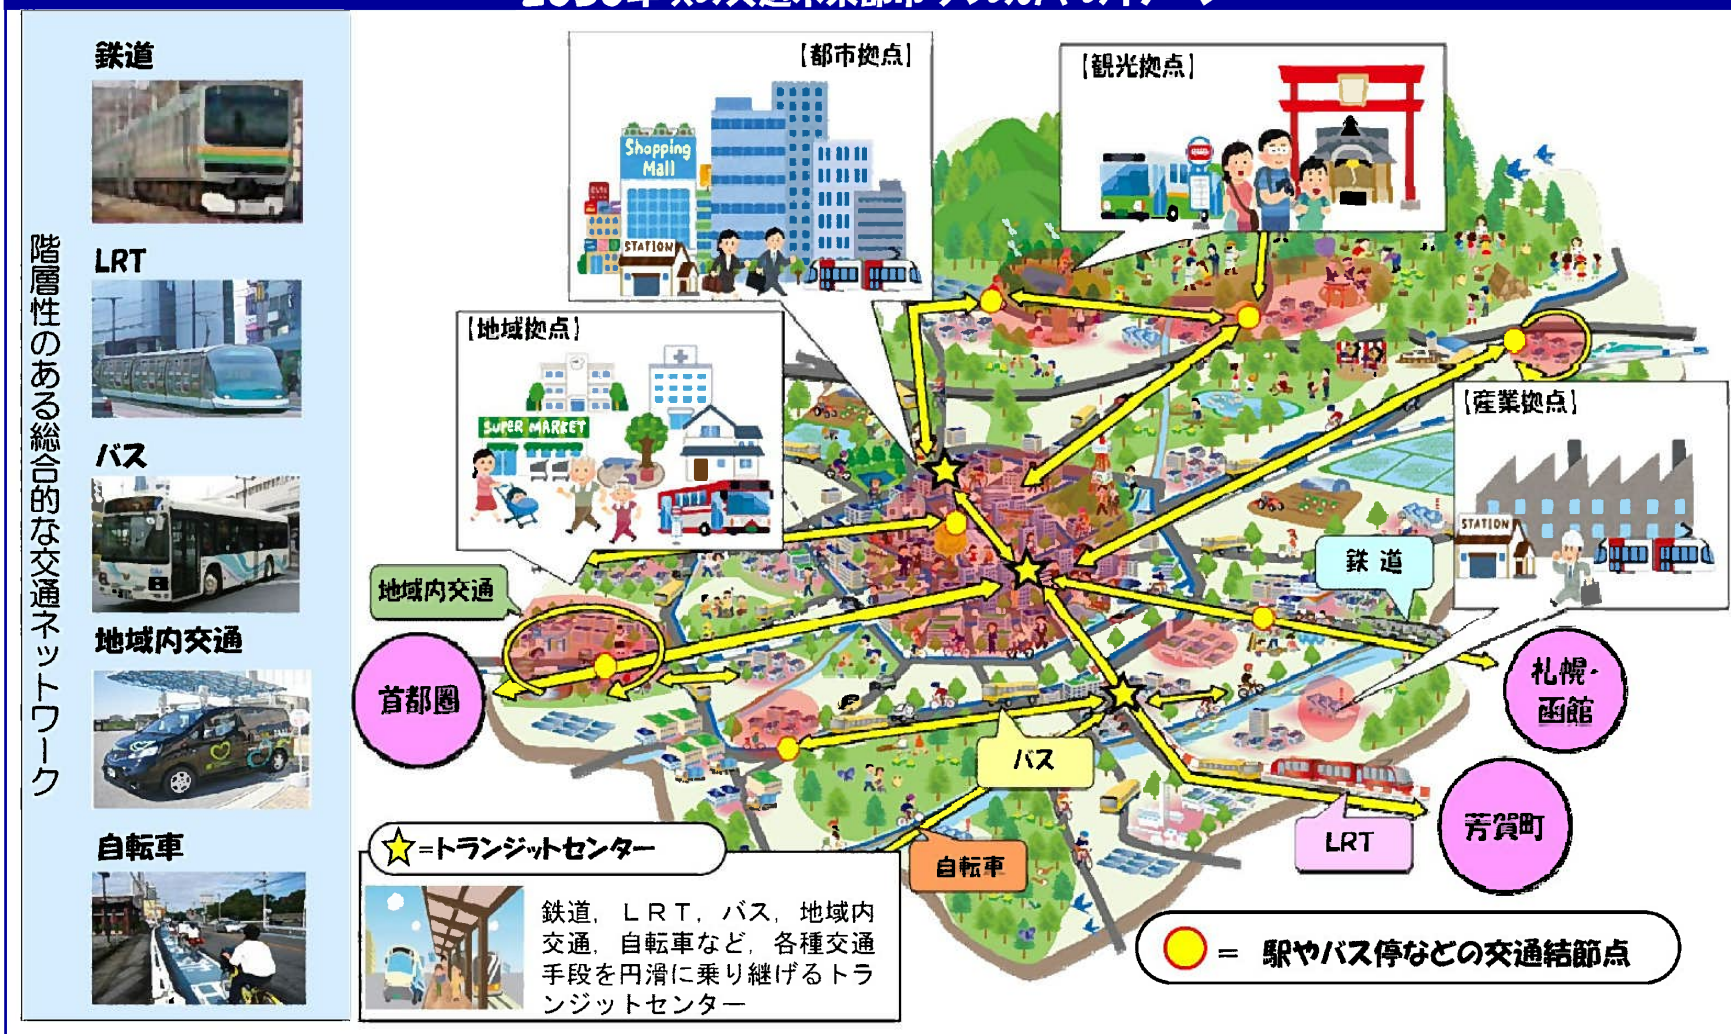 階層性のある総合的な交通ネットワーク
鉄道
LRT
バス
地域内交通
自転車
【都市拠点】
Shopping
Mall
STATION
【観光拠点】
【地域拠点】
SUPER MARKET
【産業拠点】
STATION
地域内交通
鉄道
首都圏
札幌・
函館
バス
LRT
芳賀町
自転車
☆=トランジットセンター
鉄道，ＬＲＴ，バス，地域内
交通，自転車など，各種交通
手段を円滑に乗り継げるトラ
ンジットセンター
= 駅やバス停などの交通結節点